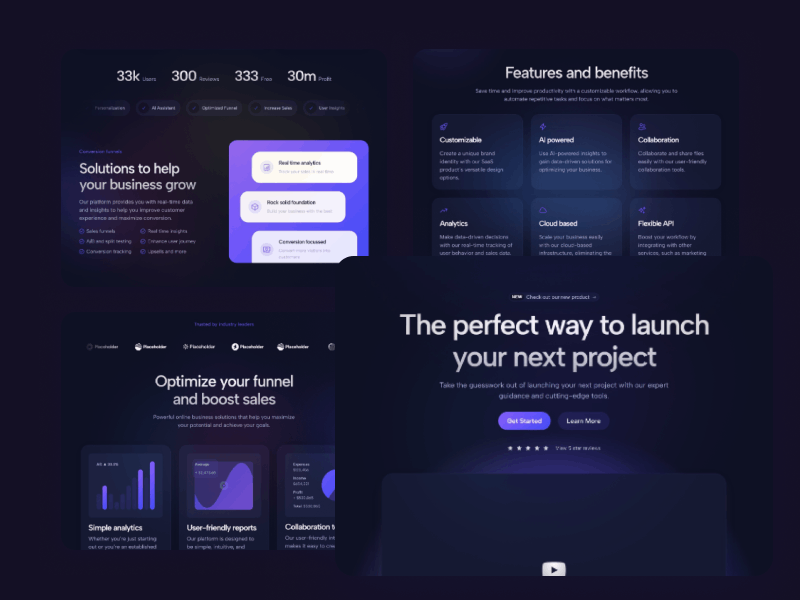 33k Users
300 Reviews
333 Free
30m Profit
Personalisation
AI Assistant
Optimised Funnel
Increase Sales
User Insights
Conversion funnels
Solutions to help
your business grow
Our platform provides you with real-time data
and insights to help you improve customer
experience and maximize conversion.
Sales funnels
Real time insights
A/B test split testing
Enhance user journey
Conversion tracking
Upsells and more
Real time analytics
Rock solid foundation
Conversion focussed
Features and benefits
Save time and improve productivity with a customizable workflow, allowing you to
automate repetitive tasks and focus on what matters most
Customizable
Create a unique brand
identity with our SaaS
product's versatile design
options.
AI powered
Use AI-powered insights to
gain data-driven solutions for
optimizing your business.
Collaboration
Collaborate and share files
easily with our user-friendly
collaboration tools.
Analytics
Make data-driven decisions
with our real-time tracking of
user behavior and sales data.
Cloud based
Scale your business easily
with our cloud-based
infrastructure, eliminating the
Flexible API
Boost your workflow by
integrating with other
services, such as marketing
Trusted by industry leaders
Placeholder
Placeholder
Placeholder
Placeholder
Placeholder
Optimize your funnel
and boost sales
Powerful online business solutions that help you maximise
your potential and achieve your goals.
Simple analytics
Whether you're just starting
out or you're an established
User-friendly reports
Our platform is designed to
be simple, intuitive, and
Expenses
Income
Profit
Collaboration t
Our user-friendly int
makes it easy to crea
NEW Check out our new product →
The perfect way to launch
your next project
Take the guesswork out of launching your next project with our expert
guidance and cutting-edge tools.
Get Started
Learn More
View 5 star reviews